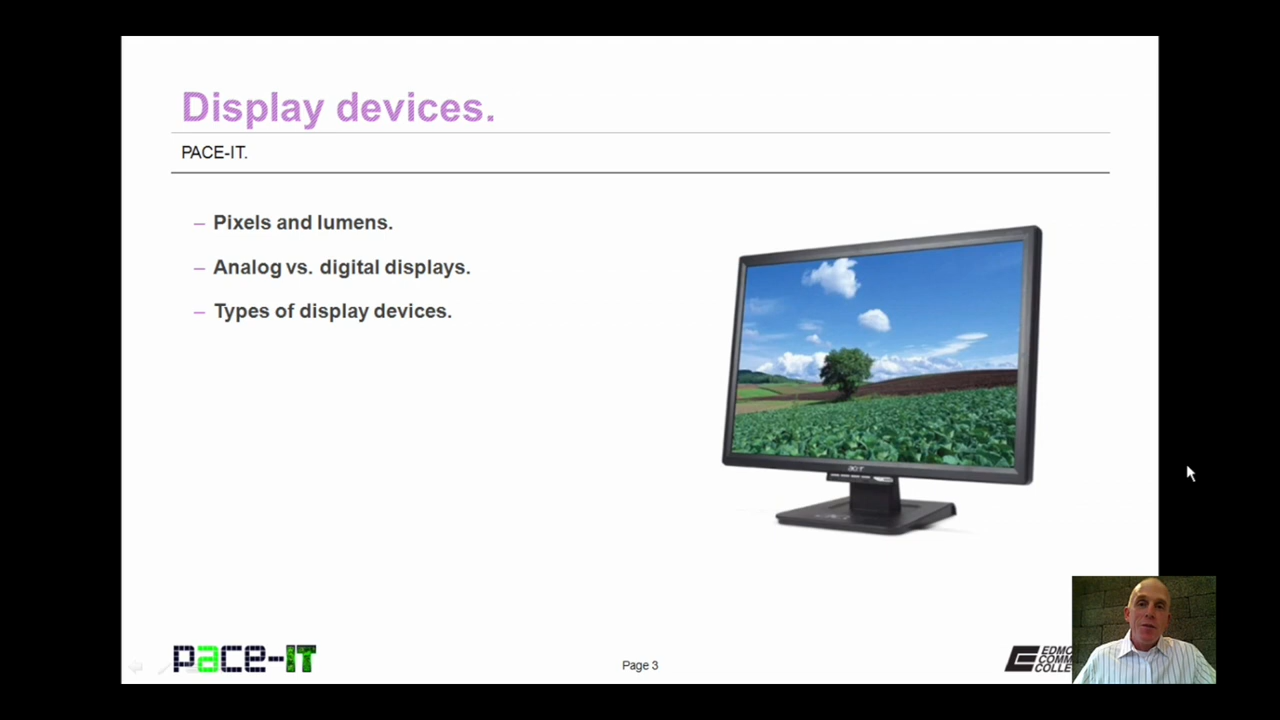 Display devices.
PACE-IT.
– Pixels and lumens.
– Analog vs. digital displays.
– Types of display devices.
acer
pace-IT
Page 3